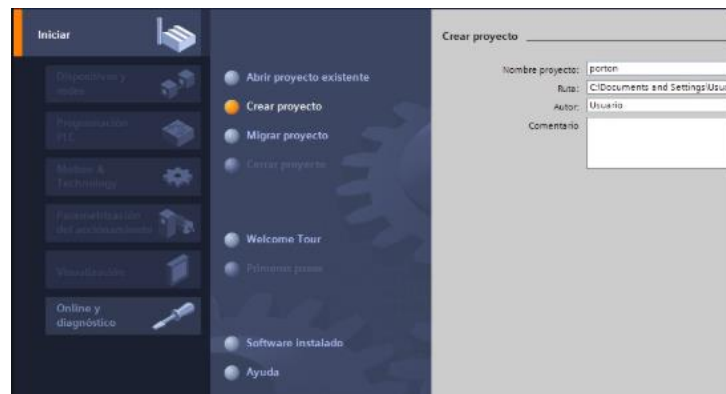 Iniciar
Dispositivos y
redes
Programación
PLC
Motion &
Technology
Parametrización
del accionamiento
Visualización
Online y
diagnóstico
Abrir proyecto existente
Crear proyecto
Migrar proyecto
Cerrar proyecto
Welcome Tour
Primeros pasos
Software instalado
Ayuda
Crear proyecto
Nombre proyecto: porton
Ruta: C:\Documents and Settings\Usu
Autor: Usuario
Comentario